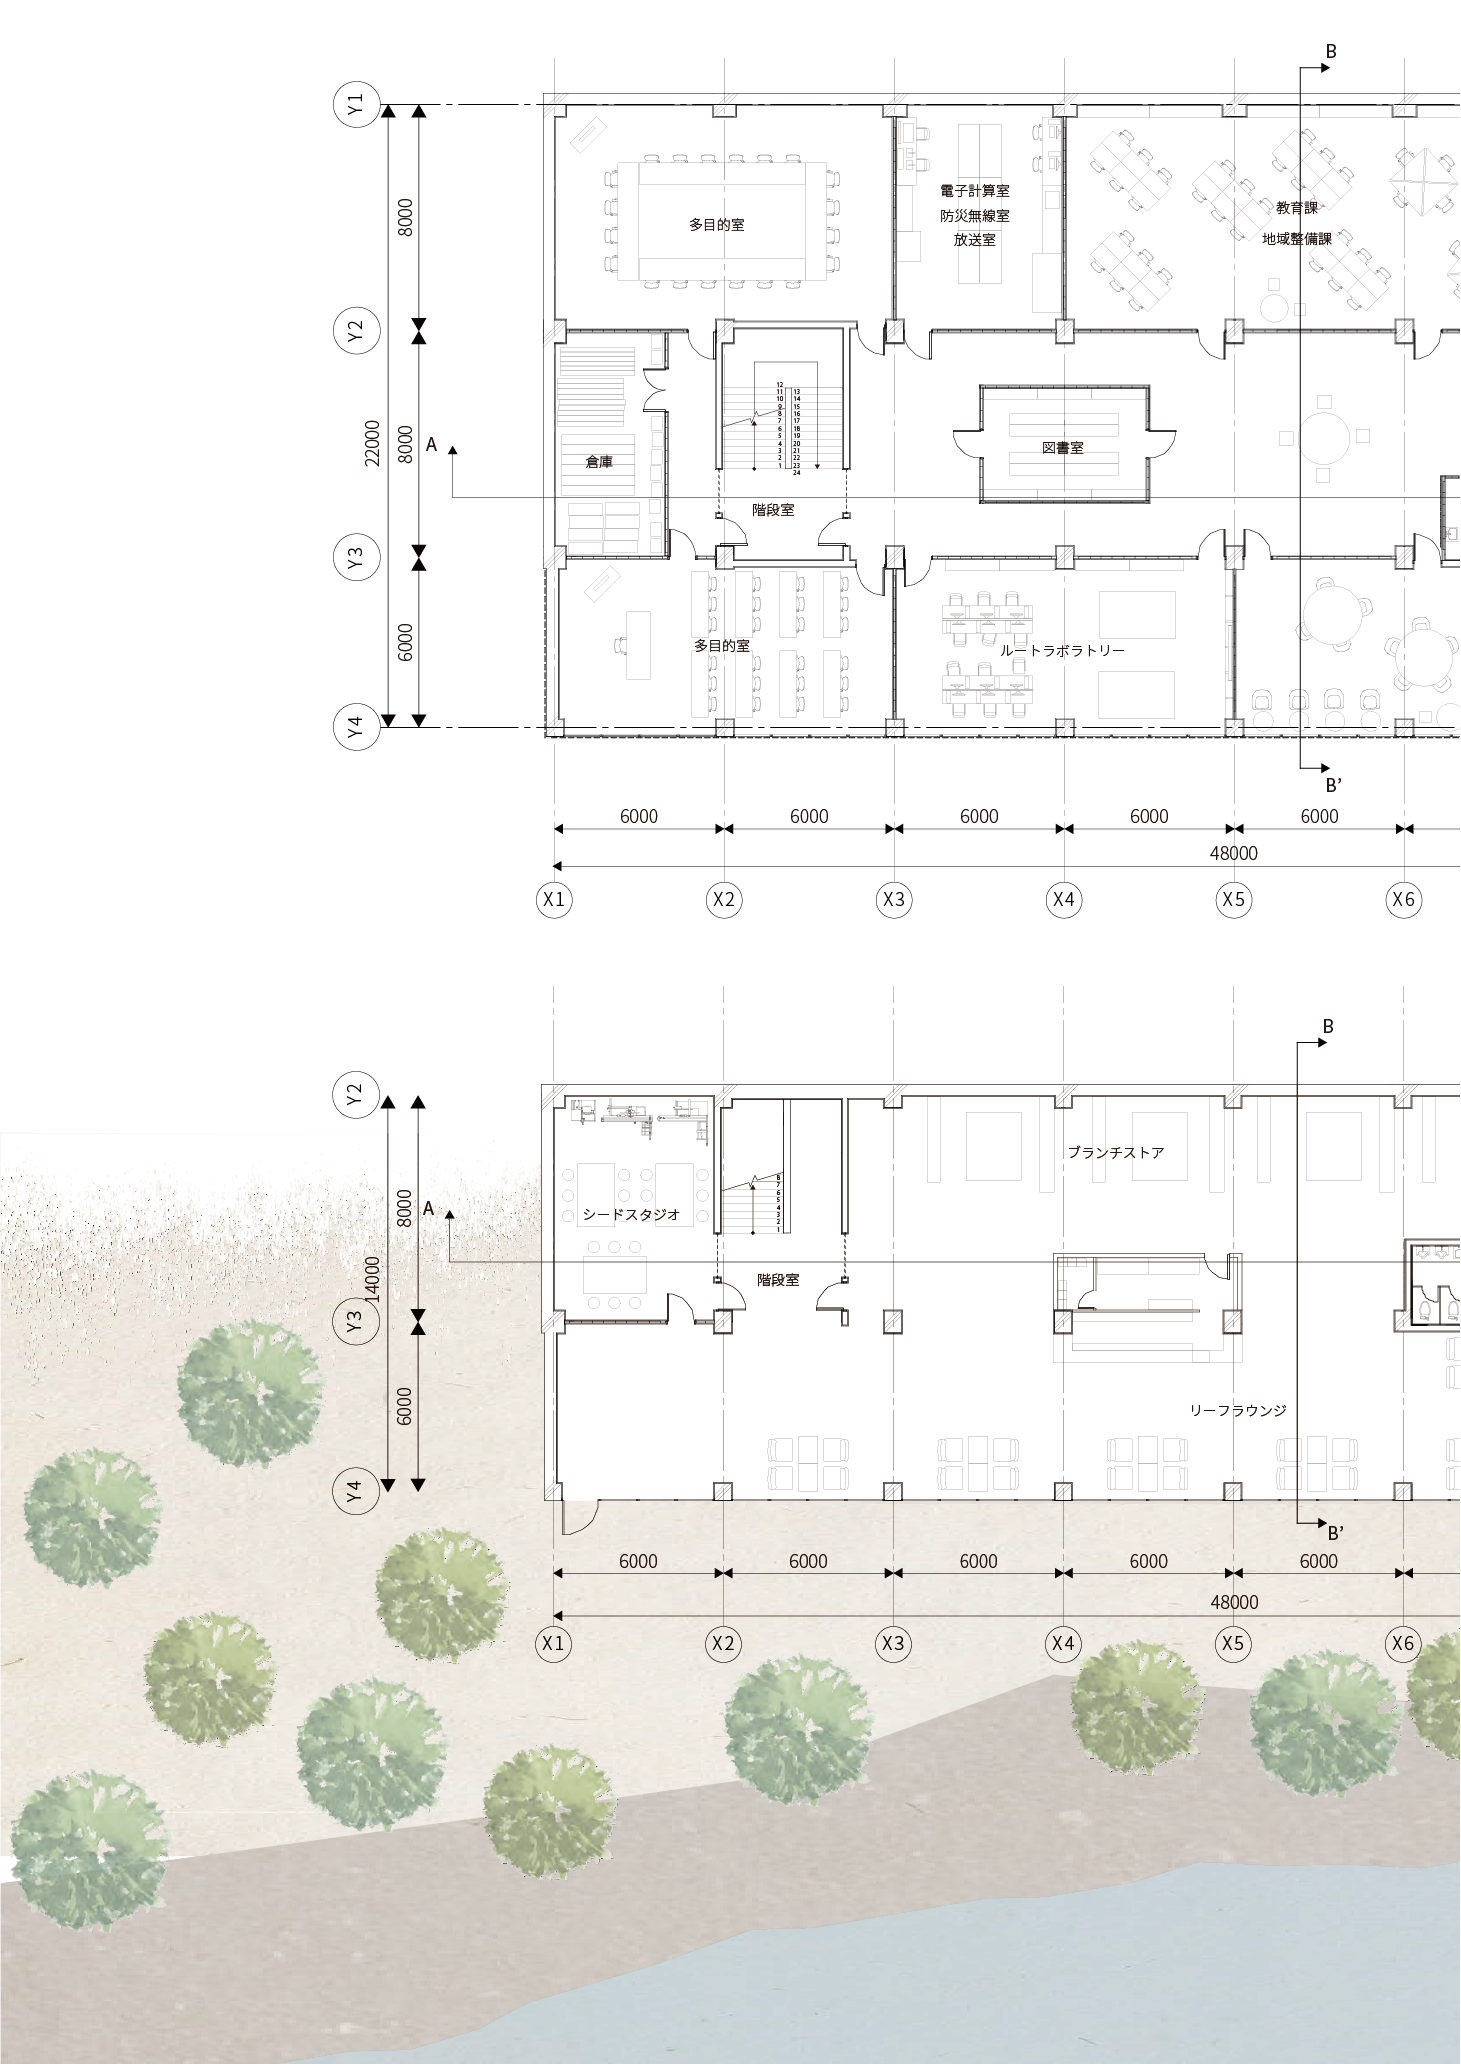 B
Y1
8000
多目的室
電子計算室
防災無線室
放送室
教育課
地域整備課
Y2
22000
8000
A
倉庫
12
11
10
9
8
7
6
5
4
3
2
1
13
14
15
16
17
18
19
20
21
22
23
24
階段室
図書室
Y3
6000
多目的室
ルートラボラトリー
Y4
B’
6000
6000
6000
6000
6000
48000
X1
X2
X3
X4
X5
X6
B
Y2
8000
A
14000
シードスタジオ
8
7
6
5
4
3
2
1
階段室
ブランチストア
Y3
6000
リーフラウンジ
Y4
B’
6000
6000
6000
6000
6000
48000
X1
X2
X3
X4
X5
X6